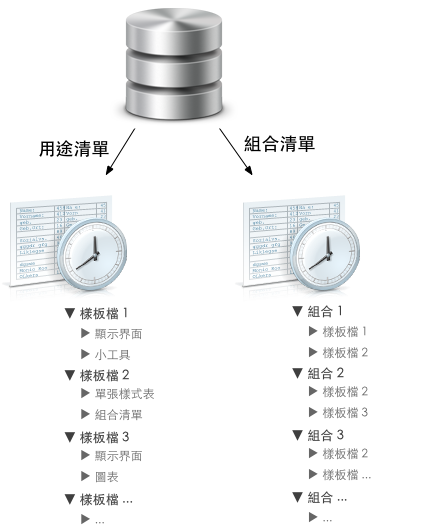 用途清單
組合清單
▼ 樣板檔 1
▶ 顯示界面
▶ 小工具
▼ 樣板檔 2
▶ 單張樣式表
▶ 組合清單
▼ 樣板檔 3
▶ 顯示界面
▶ 圖表
▼ 樣板檔 ...
▶ ...
▼ 組合 1
▶ 樣板檔 1
▶ 樣板檔 2
▼ 組合 2
▶ 樣板檔 2
▶ 樣板檔 3
▼ 組合 3
▶ 樣板檔 2
▶ 樣板檔 ...
▼ 組合 ...
▶ ...